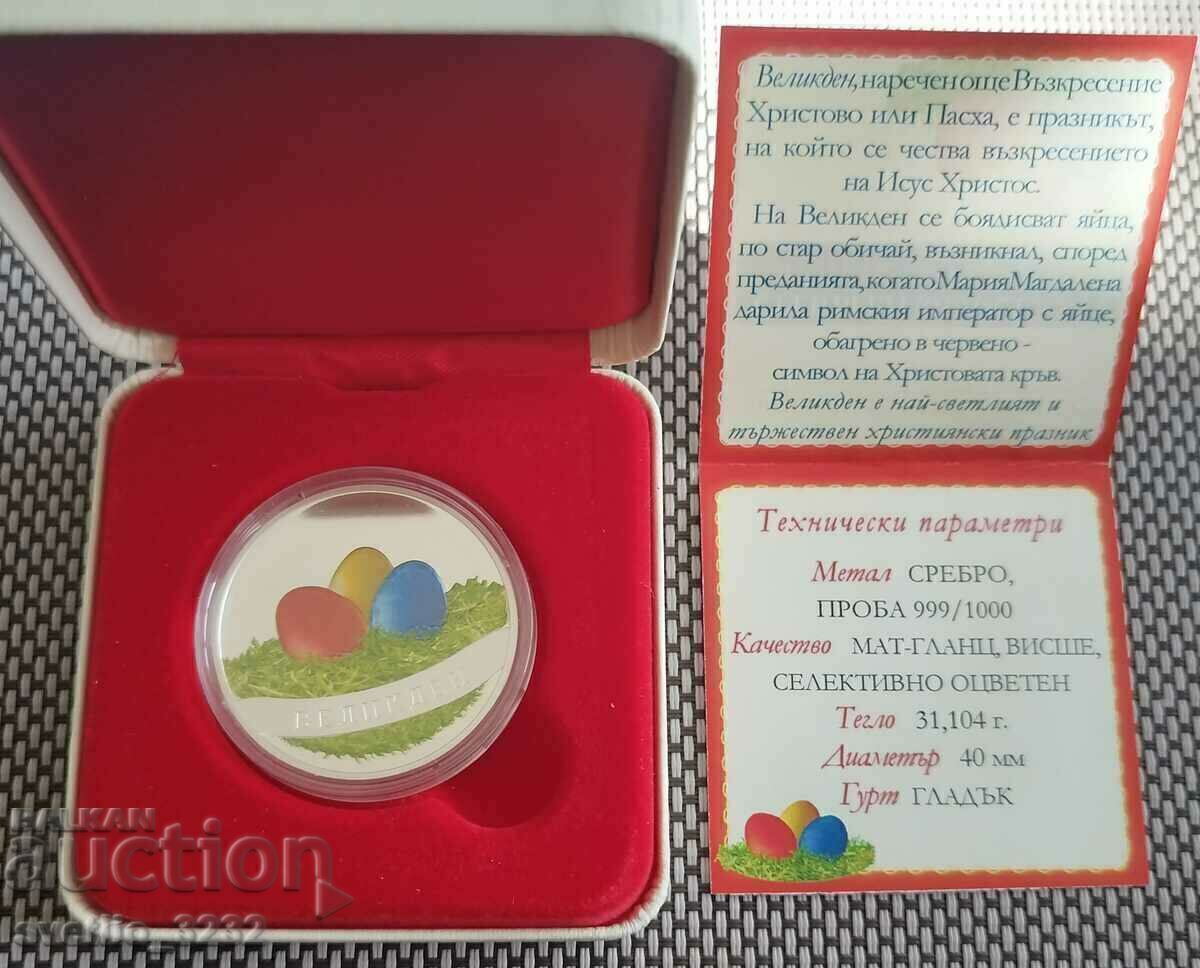 Великден, наречен още Възкресение
Христово или Пасха, е празникът,
на който се чества възкресението
на Исус Христос.
На Великден се боядисват яйца,
по стар обичай, възникнал, според
преданията, когато Мария Магдалена
дарила римския император с яйце,
обагрено в червено -
символ на Христовата кръв.
Великден е най-светлият и
тържествен християнски празник
Технически параметри
Метал СРЕБРО,
ПРОБА 999/1000
Качество МАТ-ГЛАНЦ, ВИСШЕ,
СЕЛЕКТИВНО ОЦВЕТЕН
Тегло 31,104 г.
Диаметър 40 мм
Гурт ГЛАДЪК
ВЕЛИКДЕН
BALKAN
auction
svetlio_3232